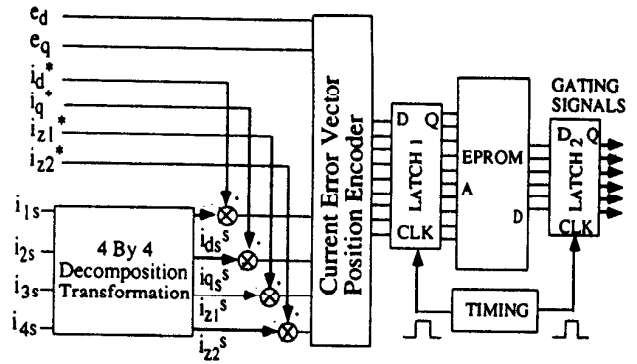 e_d
e_q
i_d*
i_q*
i_z1*
i_z2*
i_1s
i_2s
i_3s
i_4s
4 By 4
Decomposition
Transformation
i_ds^s
i_qs^s
i_z1^s
i_z2^s
Current Error Vector
Position Encoder
D Q
LATCH 1
CLK
EPROM
A
D
GATING
SIGNALS
D Q
LATCH 2
CLK
TIMING